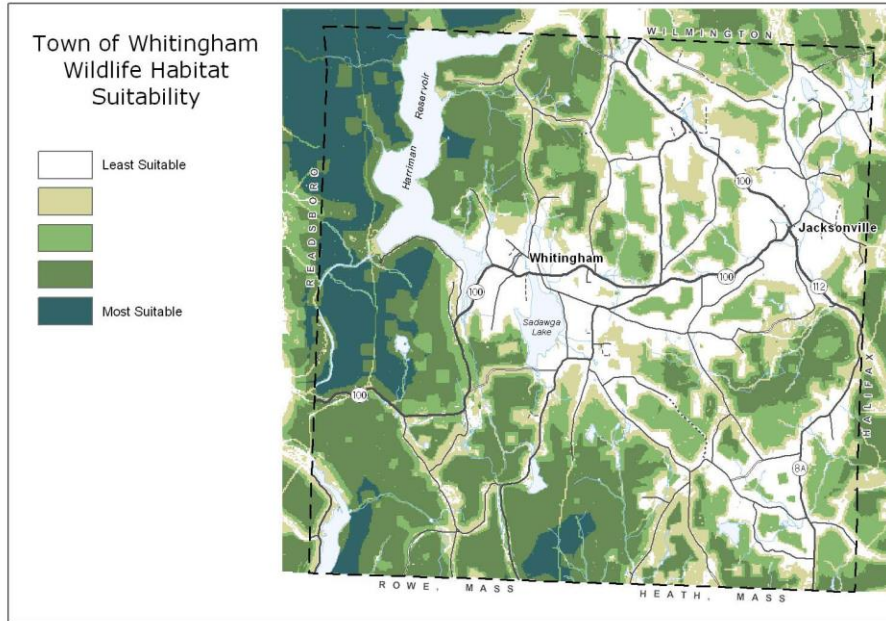 Town of Whitingham
Wildlife Habitat
Suitability
Least Suitable
Most Suitable
WILMINGTON
Harriman Reservoir
READSBORO
100
Jacksonville
Whitingham
100
100
112
Sadawga
Lake
HALIFAX
100
8A
ROWE, MASS
HEATH, MASS